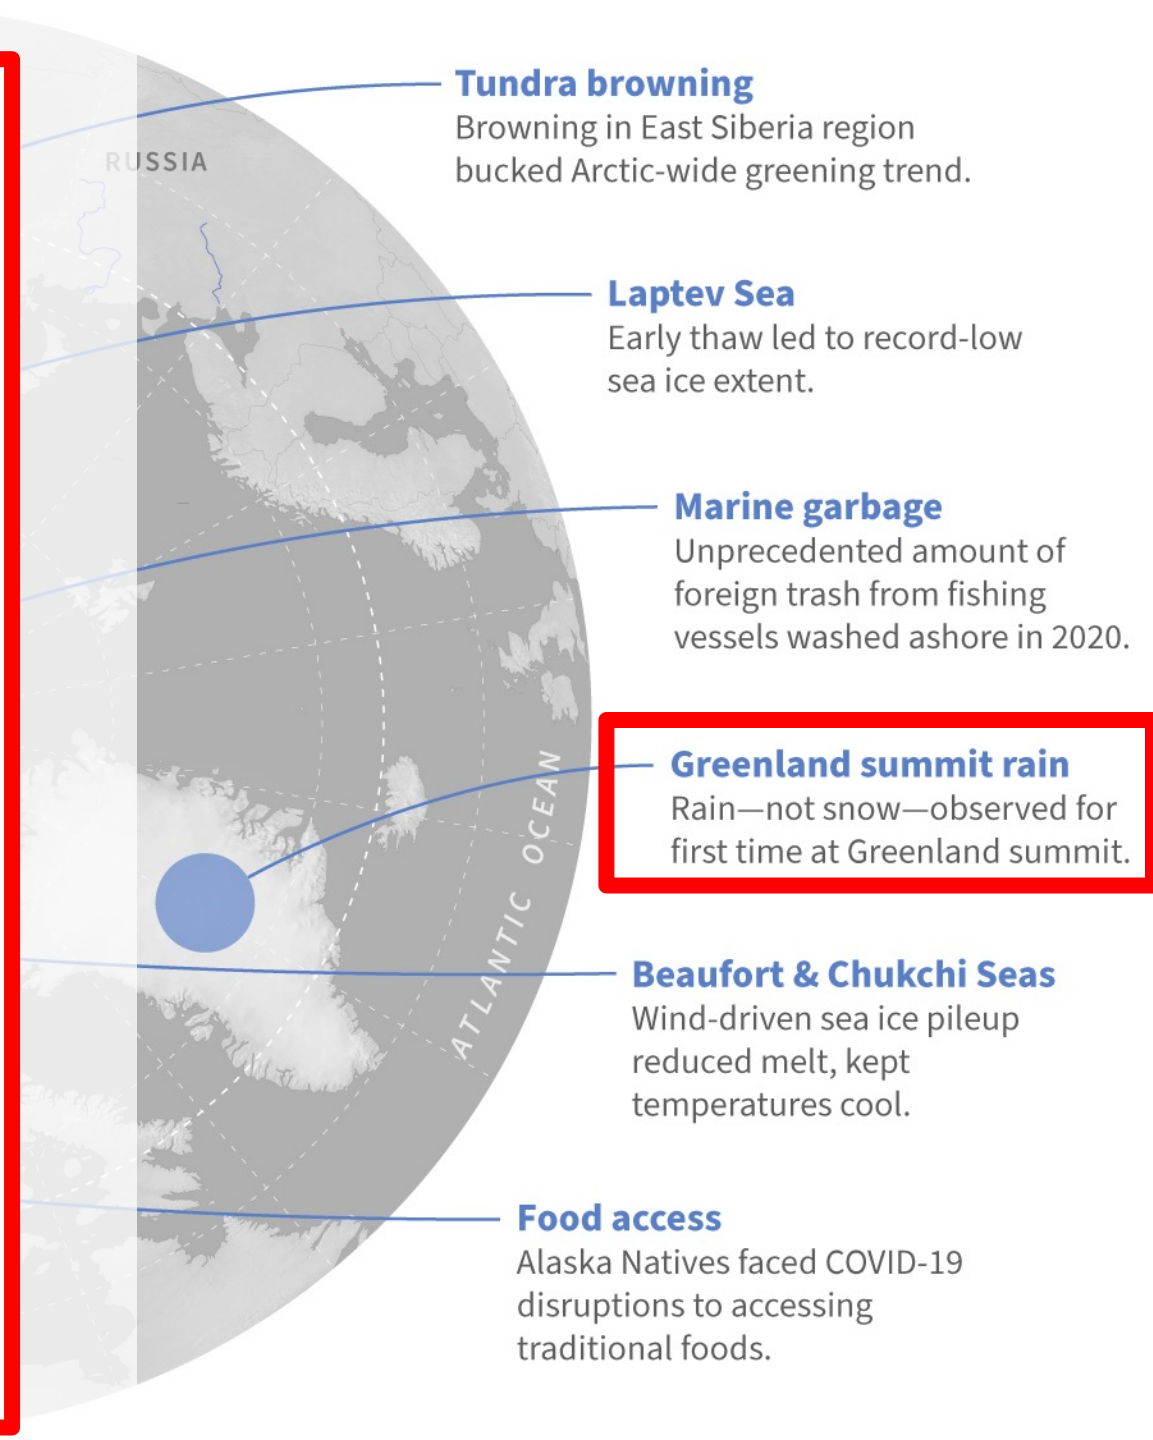 Tundra browning
Browning in East Siberia region
bucked Arctic-wide greening trend.
RUSSIA
Laptev Sea
Early thaw led to record-low
sea ice extent.
Marine garbage
Unprecedented amount of
foreign trash from fishing
vessels washed ashore in 2020.
Greenland summit rain
Rain—not snow—observed for
first time at Greenland summit.
ATLANTIC OCEAN
Beaufort & Chukchi Seas
Wind-driven sea ice pileup
reduced melt, kept
temperatures cool.
Food access
Alaska Natives faced COVID-19
disruptions to accessing
traditional foods.